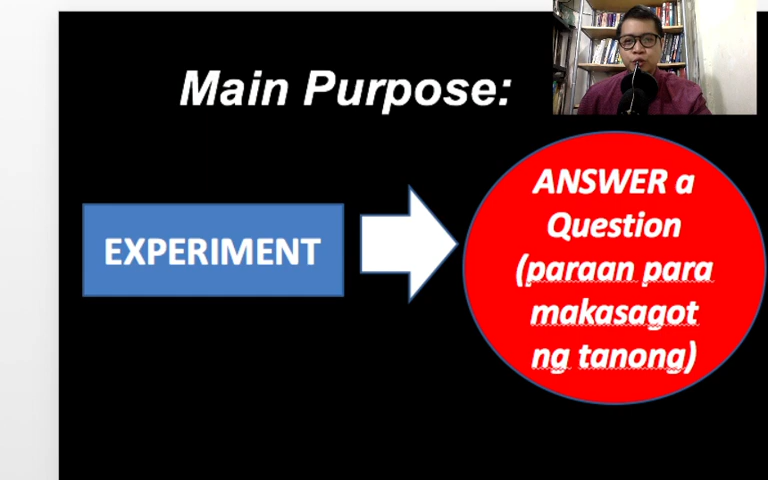 Main Purpose:
EXPERIMENT
ANSWER a
Question
(paraan para
makasagot
ng tanong)